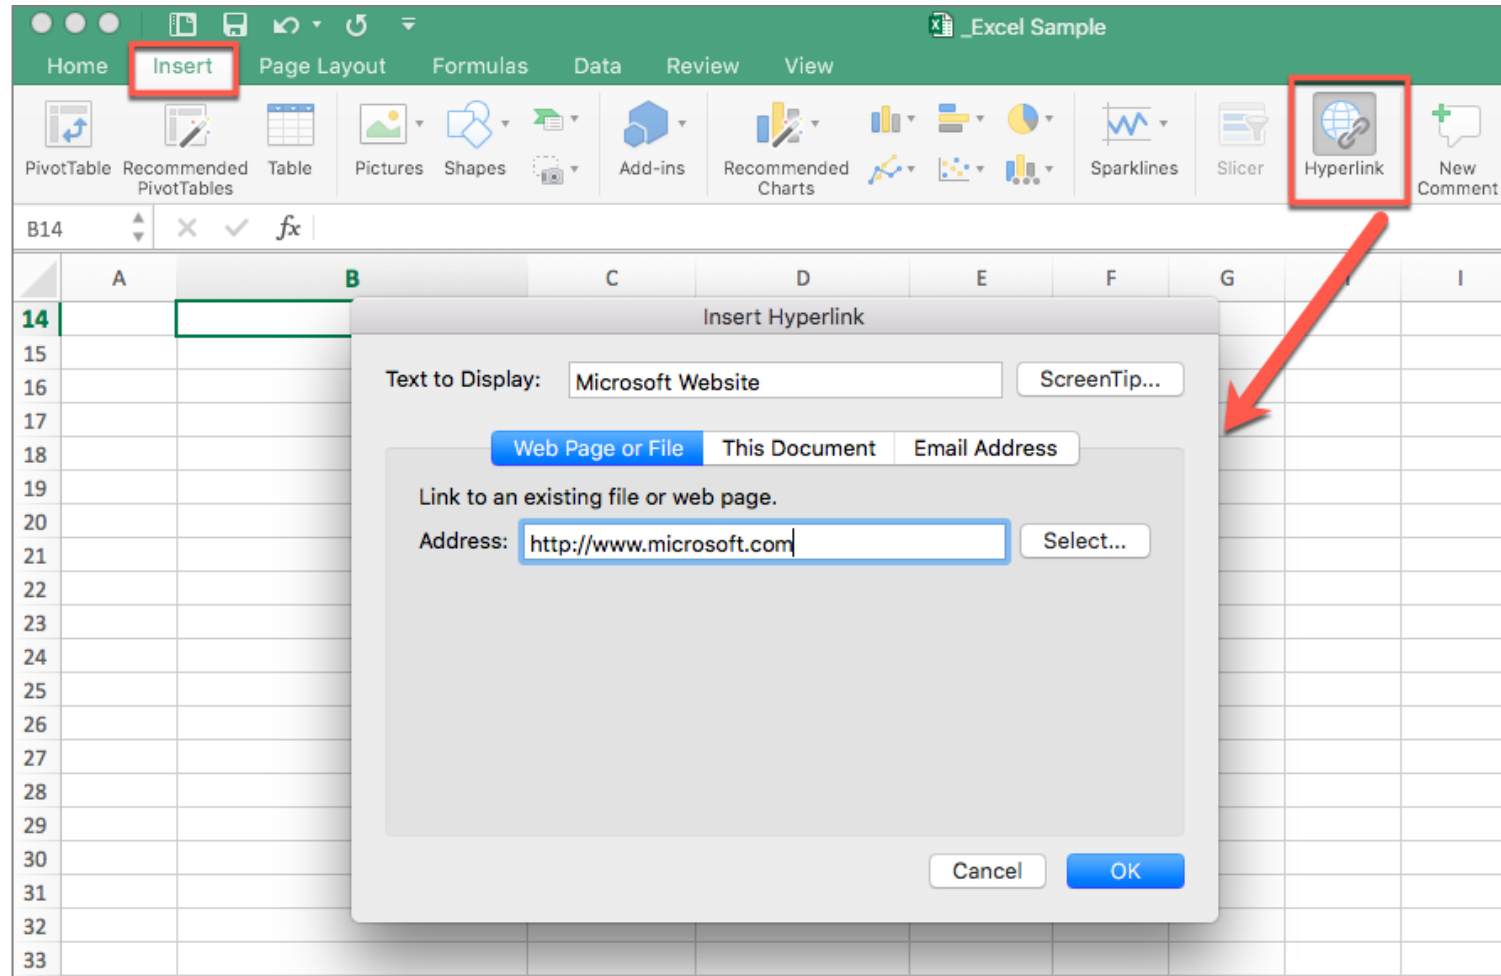 _Excel Sample
Home Insert Page Layout Formulas Data Review View
PivotTable Recommended PivotTables Table Pictures Shapes Add-ins Recommended Charts Sparklines Slicer Hyperlink New Comment
B14 fx
A B C D E F G I
14
Insert Hyperlink
15
Text to Display: Microsoft Website ScreenTip...
16
17
Web Page or File This Document Email Address
18
19
Link to an existing file or web page.
20
Address: http://www.microsoft.com Select...
21
22
23
24
25
26
27
28
29
30
Cancel OK
31
32
33